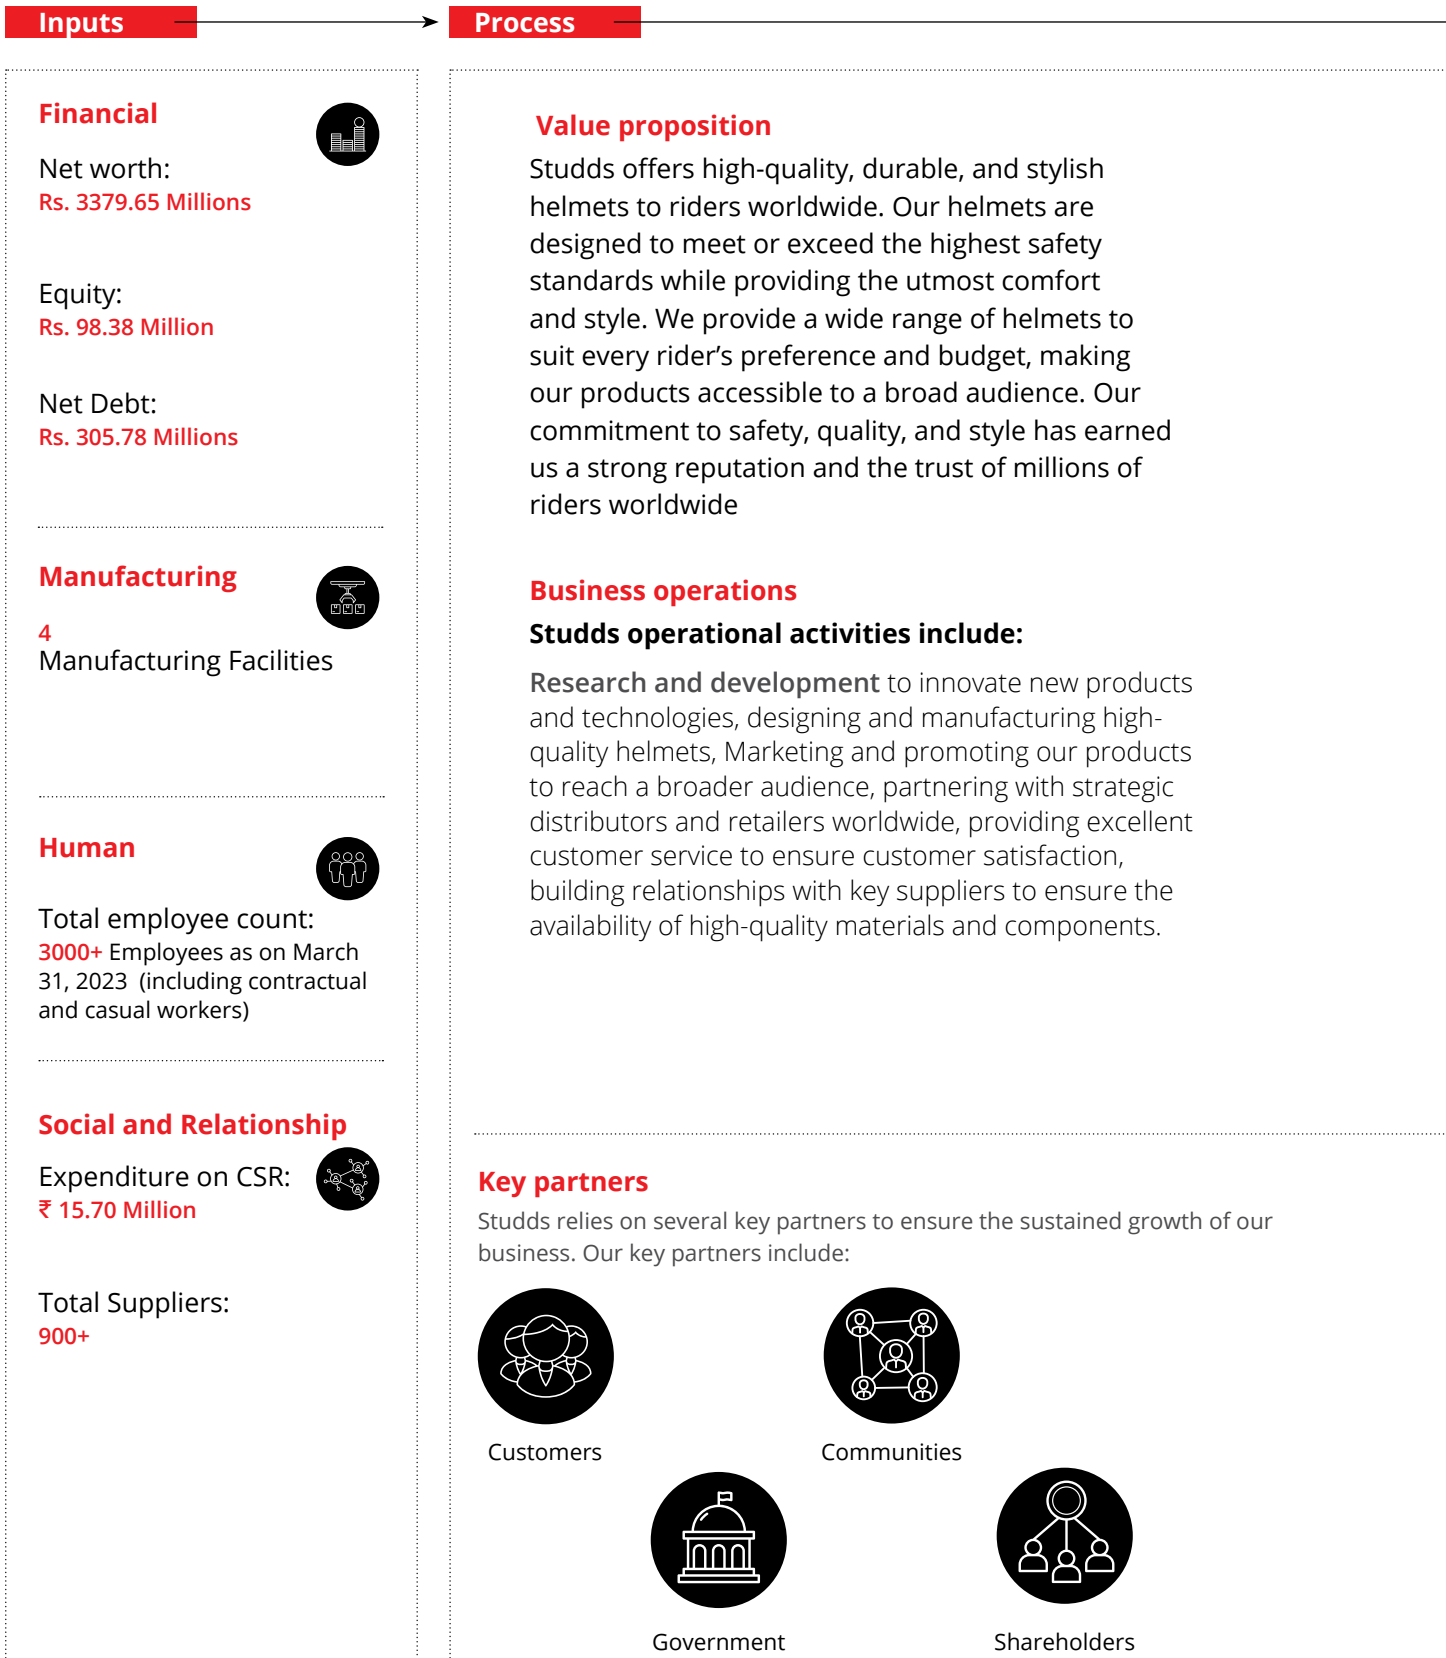 Inputs
Process
Financial
Net worth:
Rs. 3379.65 Millions
Equity:
Rs. 98.38 Million
Net Debt:
Rs. 305.78 Millions
Manufacturing
4
Manufacturing Facilities
Human
Total employee count:
3000+ Employees as on March
31, 2023 (including contractual
and casual workers)
Social and Relationship
Expenditure on CSR:
₹ 15.70 Million
Total Suppliers:
900+
Value proposition
Studds offers high-quality, durable, and stylish
helmets to riders worldwide. Our helmets are
designed to meet or exceed the highest safety
standards while providing the utmost comfort
and style. We provide a wide range of helmets to
suit every rider’s preference and budget, making
our products accessible to a broad audience. Our
commitment to safety, quality, and style has earned
us a strong reputation and the trust of millions of
riders worldwide
Business operations
Studds operational activities include:
Research and development to innovate new products
and technologies, designing and manufacturing high-
quality helmets, Marketing and promoting our products
to reach a broader audience, partnering with strategic
distributors and retailers worldwide, providing excellent
customer service to ensure customer satisfaction,
building relationships with key suppliers to ensure the
availability of high-quality materials and components.
Key partners
Studds relies on several key partners to ensure the sustained growth of our
business. Our key partners include:
Customers
Communities
Government
Shareholders